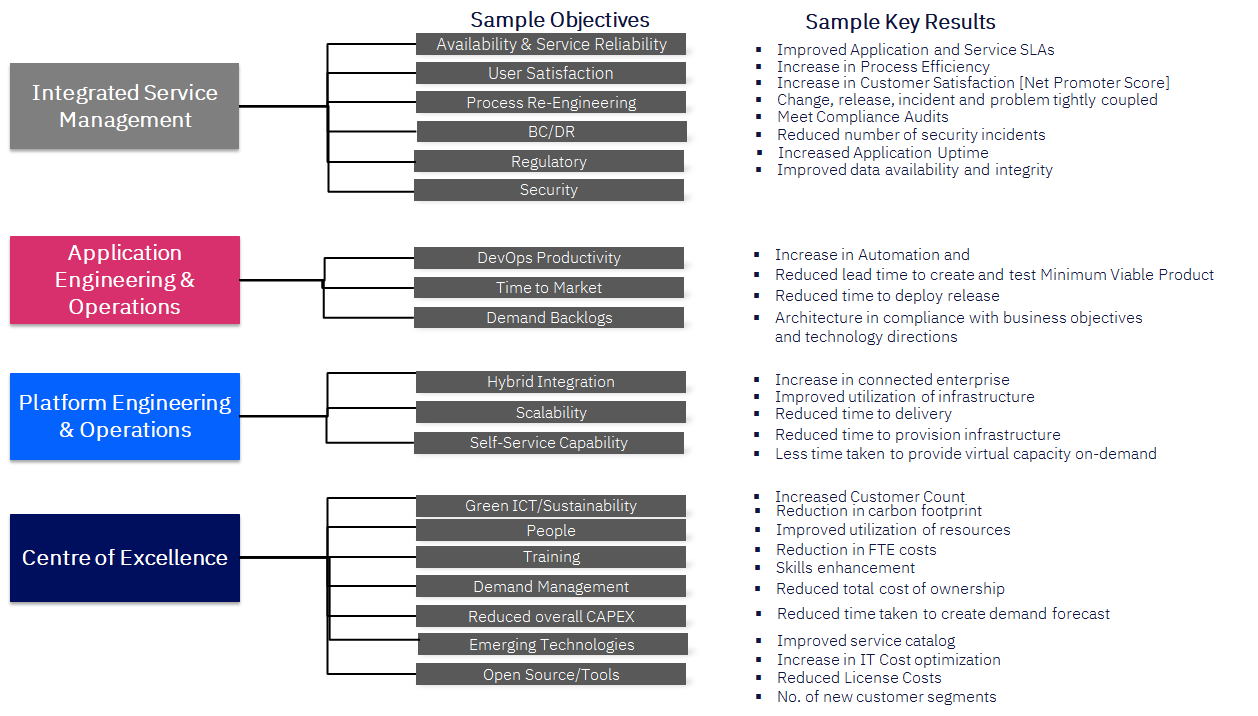 Sample Objectives
Sample Key Results
Integrated Service
Management
Availability & Service Reliability
User Satisfaction
Process Re-Engineering
BC/DR
Regulatory
Security
▪ Improved Application and Service SLAs
▪ Increase in Process Efficiency
▪ Increase in Customer Satisfaction [Net Promoter Score]
▪ Change, release, incident and problem tightly coupled
▪ Meet Compliance Audits
▪ Reduced number of security incidents
▪ Increased Application Uptime
▪ Improved data availability and integrity
Application
Engineering &
Operations
DevOps Productivity
Time to Market
Demand Backlogs
▪ Increase in Automation and
▪ Reduced lead time to create and test Minimum Viable Product
▪ Reduced time to deploy release
▪ Architecture in compliance with business objectives
and technology directions
Platform Engineering
& Operations
Hybrid Integration
Scalability
Self-Service Capability
▪ Increase in connected enterprise
▪ Improved utilization of infrastructure
▪ Reduced time to delivery
▪ Reduced time to provision infrastructure
▪ Less time taken to provide virtual capacity on-demand
Centre of Excellence
Green ICT/Sustainability
People
Training
Demand Management
Reduced overall CAPEX
Emerging Technologies
Open Source/Tools
▪ Increased Customer Count
▪ Reduction in carbon footprint
▪ Improved utilization of resources
▪ Reduction in FTE costs
▪ Skills enhancement
▪ Reduced total cost of ownership
▪ Reduced time taken to create demand forecast
▪ Improved service catalog
▪ Increase in IT Cost optimization
▪ Reduced License Costs
▪ No. of new customer segments